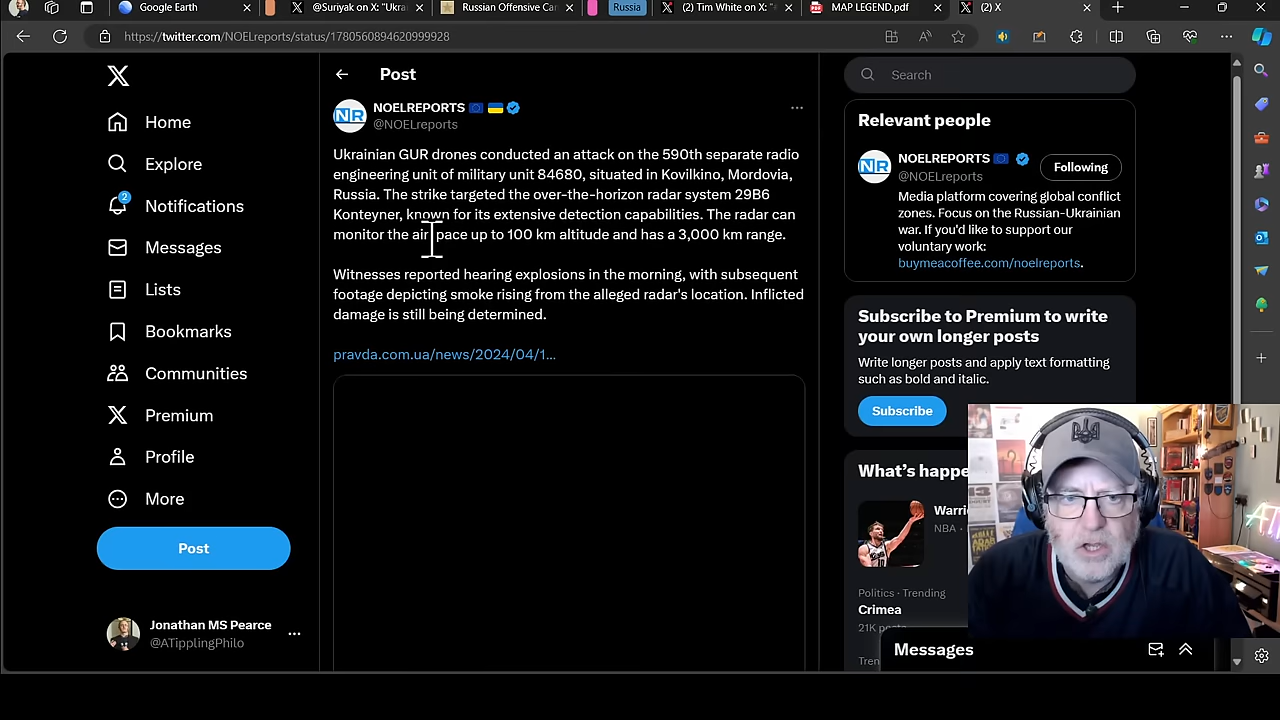 Google Earth
@Suriyak on X: "Ukra
Russian Offensive Ca
Russia
(2) Tim White on X: "
MAP LEGEND.pdf
(2) X
https://twitter.com/NOELreports/status/1780560894620999928
Home
Explore
2
Notifications
Messages
Lists
Bookmarks
Communities
Premium
Profile
More
Post
Jonathan MS Pearce
@ATipplingPhilo
Post
NR
NOELREPORTS
@NOELreports
Ukrainian GUR drones conducted an attack on the 590th separate radio
engineering unit of military unit 84680, situated in Kovilkino, Mordovia,
Russia. The strike targeted the over-the-horizon radar system 29B6
Konteyner, known for its extensive detection capabilities. The radar can
monitor the air pace up to 100 km altitude and has a 3,000 km range.
Witnesses reported hearing explosions in the morning, with subsequent
footage depicting smoke rising from the alleged radar's location. Inflicted
damage is still being determined.
pravda.com.ua/news/2024/04/1...
Search
Relevant people
NR
NOELREPORTS
@NOELreports
Following
Media platform covering global conflict
zones. Focus on the Russian-Ukrainian
war. If you'd like to support our
voluntary work:
buymeacoffee.com/noelreports.
Subscribe to Premium to write
your own longer posts
Write longer posts and apply text formatting
such as bold and italic.
Subscribe
What's happe
Warri
NBA ·
Politics · Trending
Crimea
21K posts
Tren
Messages